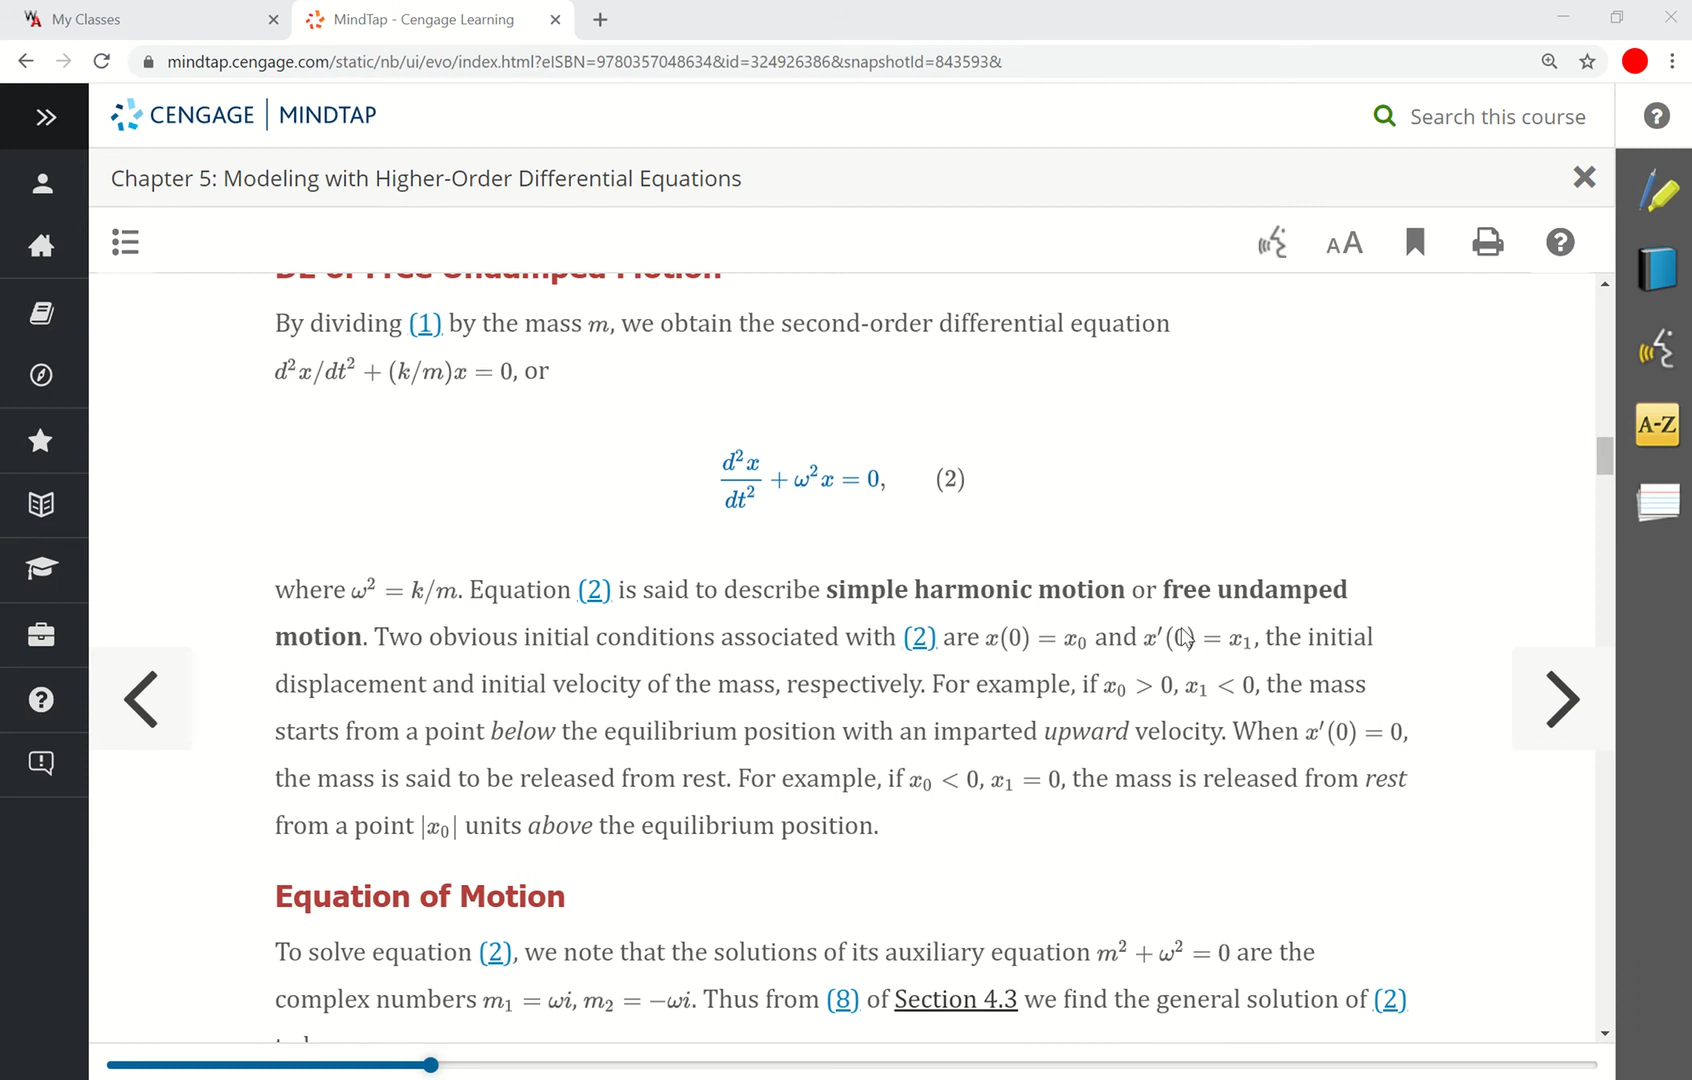 My Classes
MindTap - Cengage Learning
mindtap.cengage.com/static/nb/ui/evo/index.html?eISBN=9780357048634&id=324926386&snapshotId=843593&
CENGAGE | MINDTAP
Search this course
Chapter 5: Modeling with Higher-Order Differential Equations
AA
DE of Free Undamped Motion
By dividing (1) by the mass m, we obtain the second-order differential equation
d²x/dt² + (k/m)x = 0, or
d²x/dt² + ω²x = 0, (2)
where ω² = k/m. Equation (2) is said to describe simple harmonic motion or free undamped
motion. Two obvious initial conditions associated with (2) are x(0) = x₀ and x′(0) = x₁, the initial
displacement and initial velocity of the mass, respectively. For example, if x₀ > 0, x₁ < 0, the mass
starts from a point below the equilibrium position with an imparted upward velocity. When x′(0) = 0,
the mass is said to be released from rest. For example, if x₀ < 0, x₁ = 0, the mass is released from rest
from a point |x₀| units above the equilibrium position.
Equation of Motion
To solve equation (2), we note that the solutions of its auxiliary equation m² + ω² = 0 are the
complex numbers m₁ = ωi, m₂ = −ωi. Thus from (8) of Section 4.3 we find the general solution of (2)
A-Z